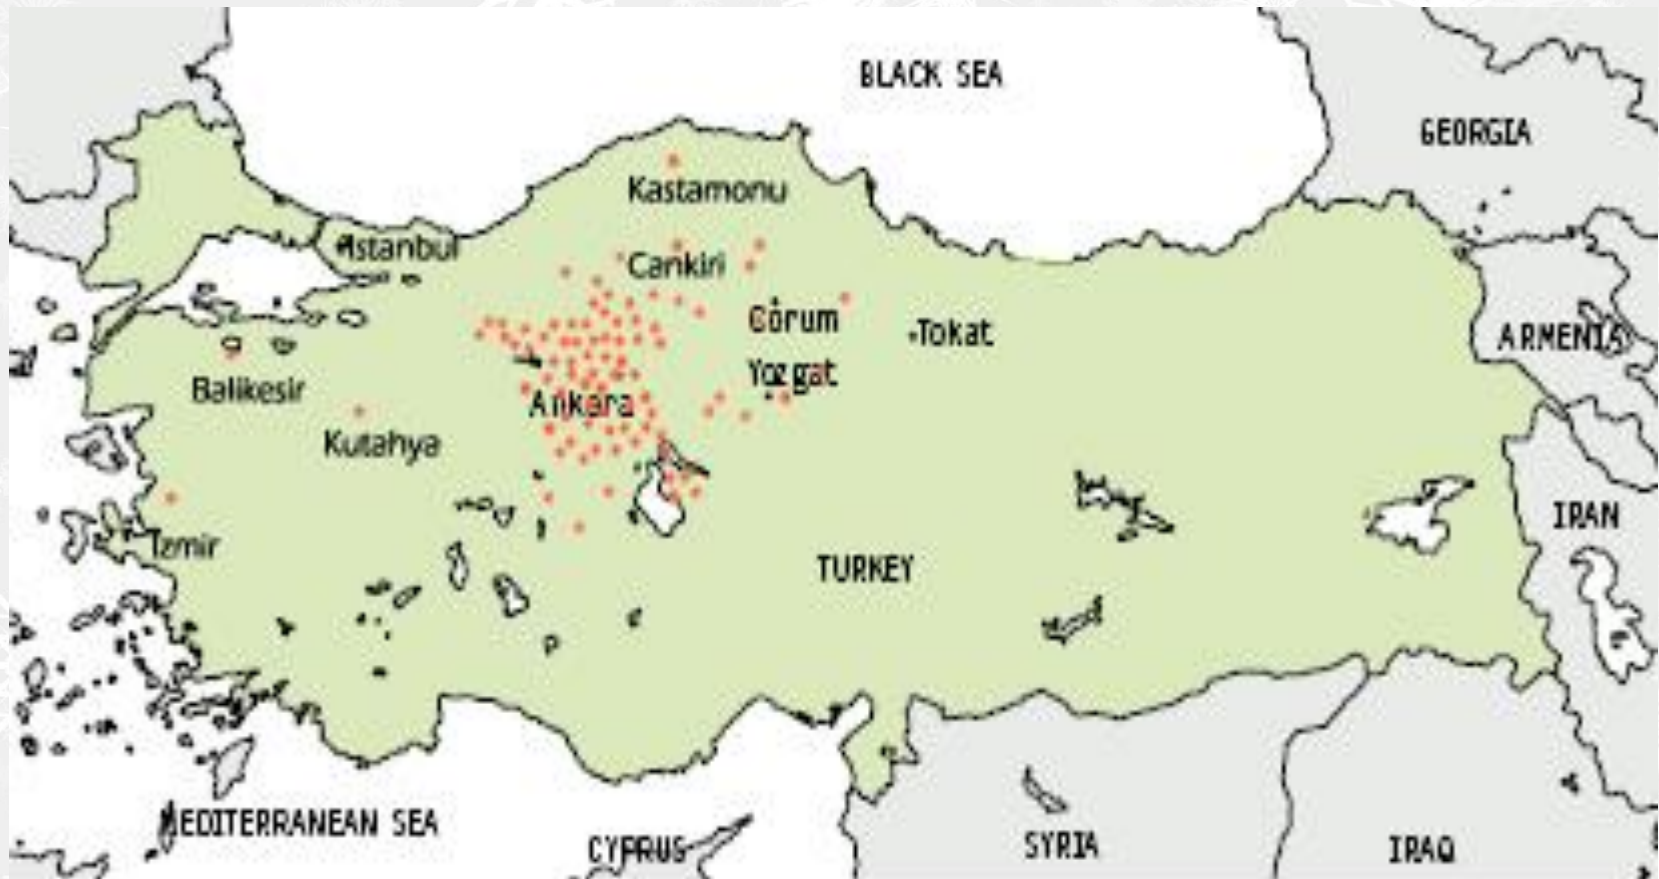 BLACK SEA
GEORGIA
Kastamonu
Istanbul
Cankiri
Corum
Tokat
ARMENIA
Yozgat
Balikesir
Ankara
Kutahya
IRAN
Izmir
TURKEY
MEDITERRANEAN SEA
CYPRUS
SYRIA
IRAQ